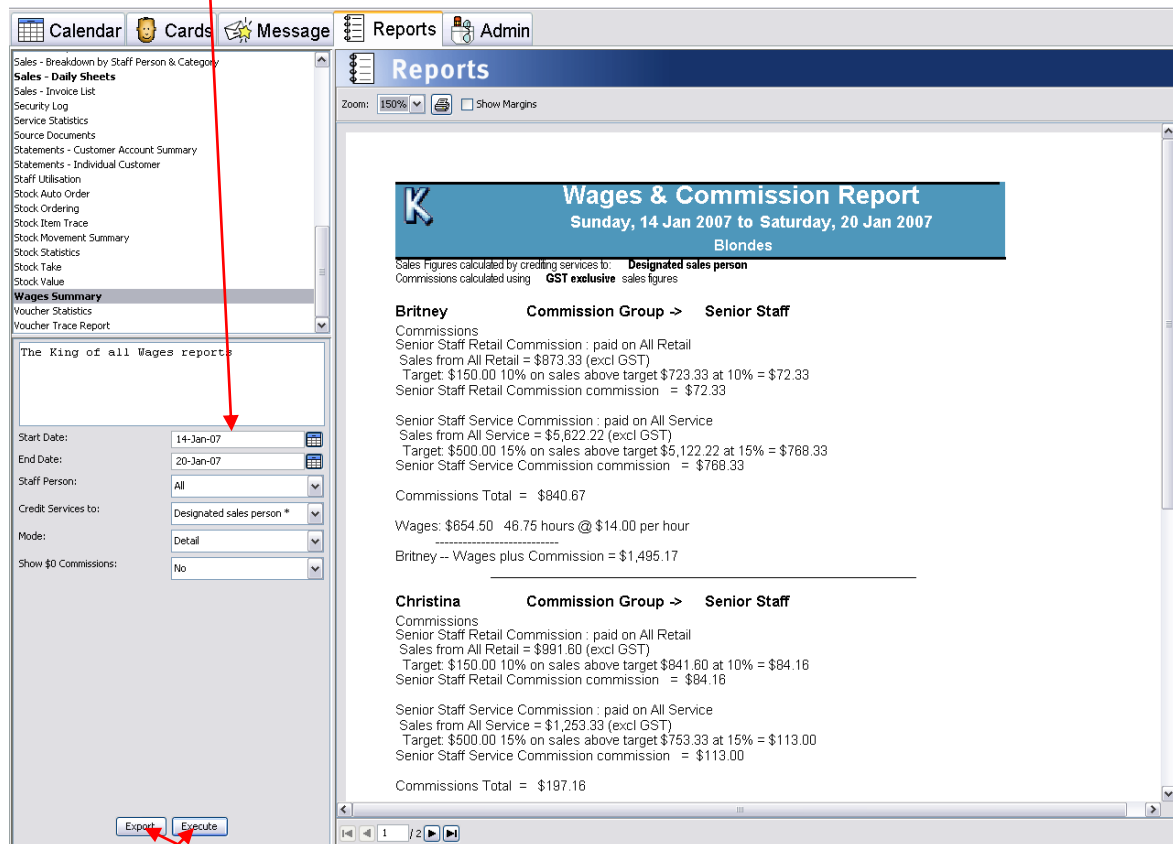 Calendar Cards Message Reports Admin
Sales - Breakdown by Staff Person & Category
Sales - Daily Sheets
Sales - Invoice List
Security Log
Service Statistics
Source Documents
Statements - Customer Account Summary
Statements - Individual Customer
Staff Utilisation
Stock Auto Order
Stock Ordering
Stock Item Trace
Stock Movement Summary
Stock Statistics
Stock Take
Stock Value
Wages Summary
Voucher Statistics
Voucher Trace Report
The King of all Wages reports
Start Date: 14-Jan-07
End Date: 20-Jan-07
Staff Person: All
Credit Services to: Designated sales person *
Mode: Detail
Show $0 Commissions: No
Export Execute
Reports
Zoom: 150% Show Margins
K
Wages & Commission Report
Sunday, 14 Jan 2007 to Saturday, 20 Jan 2007
Blondes
Sales Figures calculated by crediting services to: Designated sales person
Commissions calculated using GST exclusive sales figures
Britney Commission Group -> Senior Staff
Commissions
Senior Staff Retail Commission : paid on All Retail
Sales from All Retail = $873.33 (excl GST)
Target: $150.00 10% on sales above target $723.33 at 10% = $72.33
Senior Staff Retail Commission commission = $72.33
Senior Staff Service Commission : paid on All Service
Sales from All Service = $5,622.22 (excl GST)
Target: $500.00 15% on sales above target $5,122.22 at 15% = $768.33
Senior Staff Service Commission commission = $768.33
Commissions Total = $840.67
Wages: $654.50 46.75 hours @ $14.00 per hour
----------------------------
Britney -- Wages plus Commission = $1,495.17
Christina Commission Group -> Senior Staff
Commissions
Senior Staff Retail Commission : paid on All Retail
Sales from All Retail = $991.60 (excl GST)
Target: $150.00 10% on sales above target $841.60 at 10% = $84.16
Senior Staff Retail Commission commission = $84.16
Senior Staff Service Commission : paid on All Service
Sales from All Service = $1,253.33 (excl GST)
Target: $500.00 15% on sales above target $753.33 at 15% = $113.00
Senior Staff Service Commission commission = $113.00
Commissions Total = $197.16
1 / 2